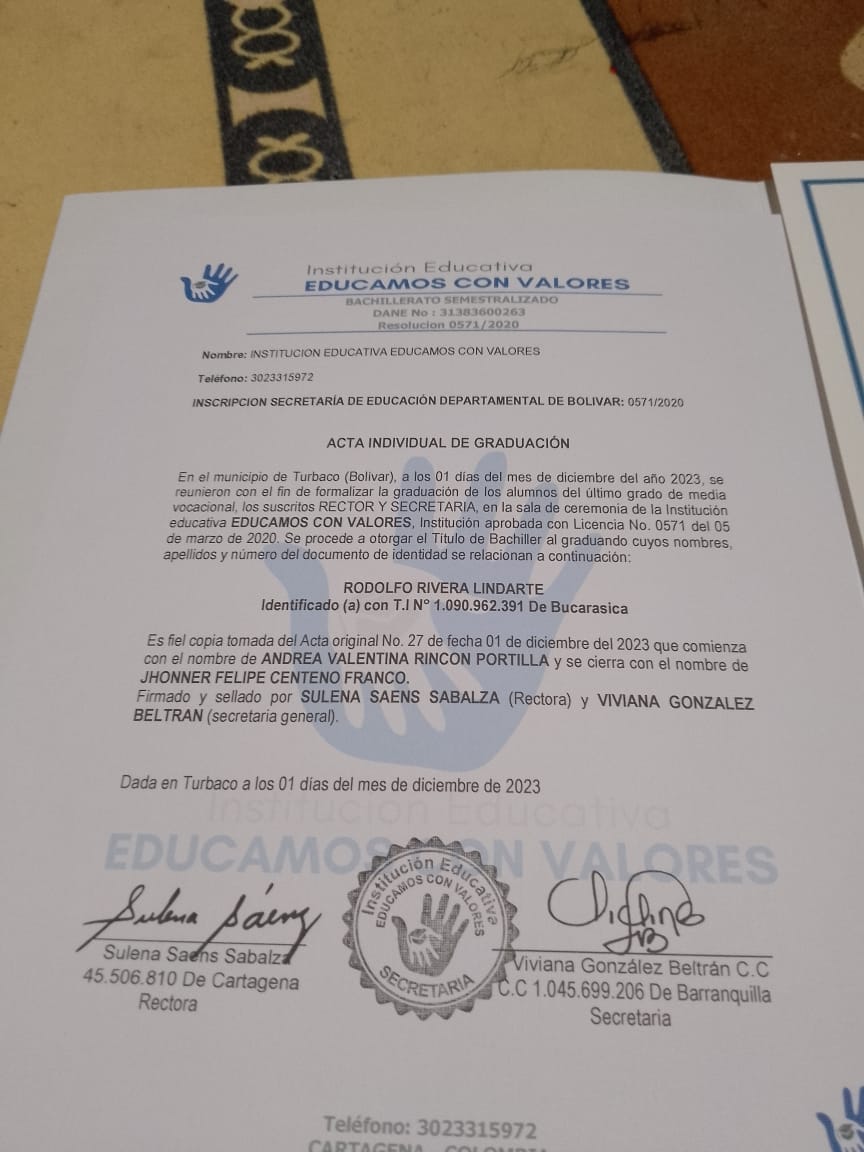 Institución Educativa
EDUCAMOS CON VALORES
BACHILLERATO SEMESTRALIZADO
DANE No : 31383600263
Resolucion 0571/2020
Nombre: INSTITUCION EDUCATIVA EDUCAMOS CON VALORES
Teléfono: 3023315972
INSCRIPCION SECRETARÍA DE EDUCACIÓN DEPARTAMENTAL DE BOLIVAR: 0571/2020
ACTA INDIVIDUAL DE GRADUACIÓN
En el municipio de Turbaco (Bolivar), a los 01 días del mes de diciembre del año 2023, se
reunieron con el fin de formalizar la graduación de los alumnos del último grado de media
vocacional, los suscritos RECTOR Y SECRETARIA, en la sala de ceremonia de la Institución
educativa EDUCAMOS CON VALORES, Institución aprobada con Licencia No. 0571 del 05
de marzo de 2020. Se procede a otorgar el Título de Bachiller al graduando cuyos nombres,
apellidos y número del documento de identidad se relacionan a continuación:
RODOLFO RIVERA LINDARTE
Identificado (a) con T.I N° 1.090.962.391 De Bucarasica
Es fiel copia tomada del Acta original No. 27 de fecha 01 de diciembre del 2023 que comienza
con el nombre de ANDREA VALENTINA RINCON PORTILLA y se cierra con el nombre de
JHONNER FELIPE CENTENO FRANCO.
Firmado y sellado por SULENA SAENS SABALZA (Rectora) y VIVIANA GONZALEZ
BELTRAN (secretaria general).
Dada en Turbaco a los 01 días del mes de diciembre de 2023
Institución Educativa
EDUCAMOS CON VALORES
Sulena Sáenz
Institución Educativa
EDUCAMOS CON VALORES
SECRETARIA
Sulena Saens Sabalza
45.506.810 De Cartagena
Rectora
Viviana González Beltrán C.C
C.C 1.045.699.206 De Barranquilla
Secretaria
Teléfono: 3023315972
CARTAGENA - COLOMBIA